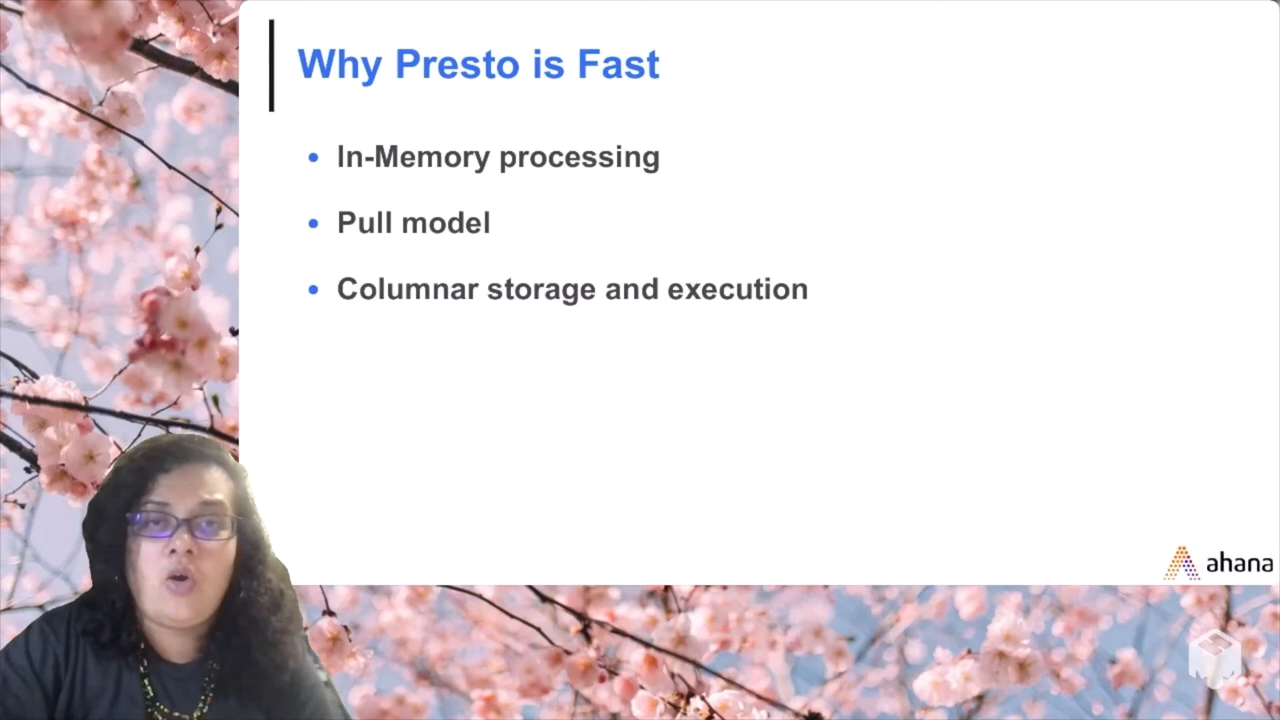 Why Presto is Fast
In-Memory processing
Pull model
Columnar storage and execution
ahana